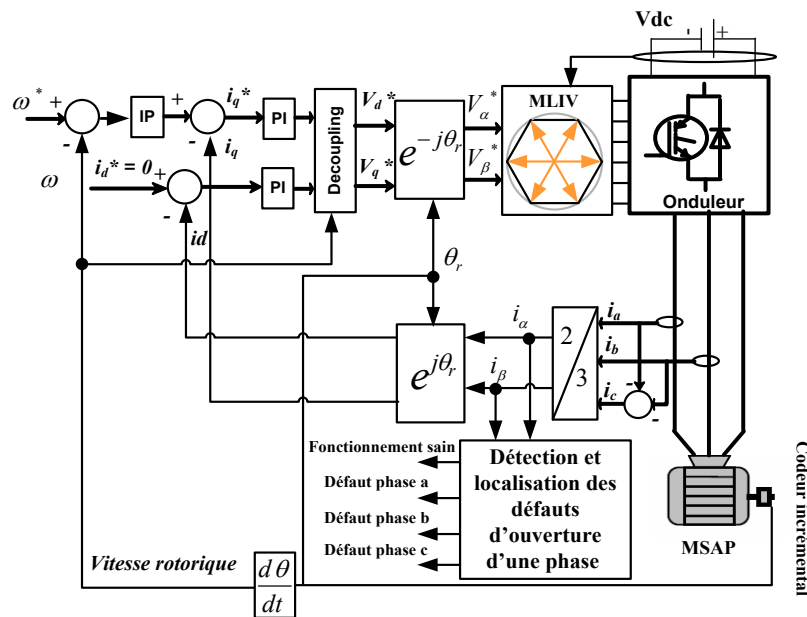 Vdc
- +
ω* +
-
IP
+
-
i_q*
i_q
PI
Decoupling
V_d*
V_q*
e^{-jθ_r}
V_α^*
V_β^*
MLIV
Onduleur
ω
i_d* = 0
+
-
PI
id
θ_r
e^{jθ_r}
i_α
i_β
2
3
i_a
i_b
i_c
-
-
Fonctionnement sain
Défaut phase a
Défaut phase b
Défaut phase c
Détection et
localisation des
défauts
d'ouverture
d'une phase
MSAP
Codeur incrémental
Vitesse rotorique
dθ
dt